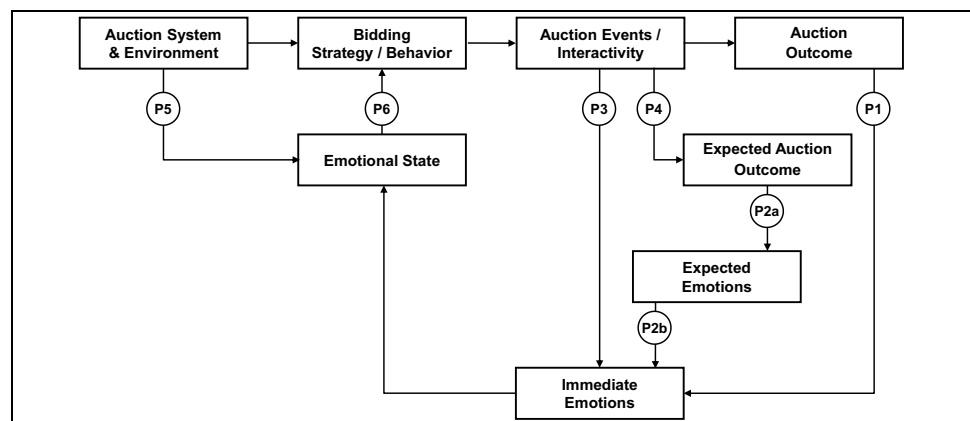 Auction System
& Environment
Bidding
Strategy / Behavior
Auction Events /
Interactivity
Auction
Outcome
P5
P6
P3
P4
P1
Emotional State
Expected Auction
Outcome
P2a
Expected
Emotions
P2b
Immediate
Emotions